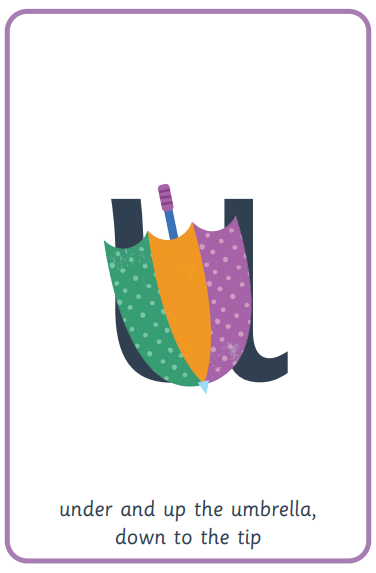 u
under and up the umbrella,
down to the tip